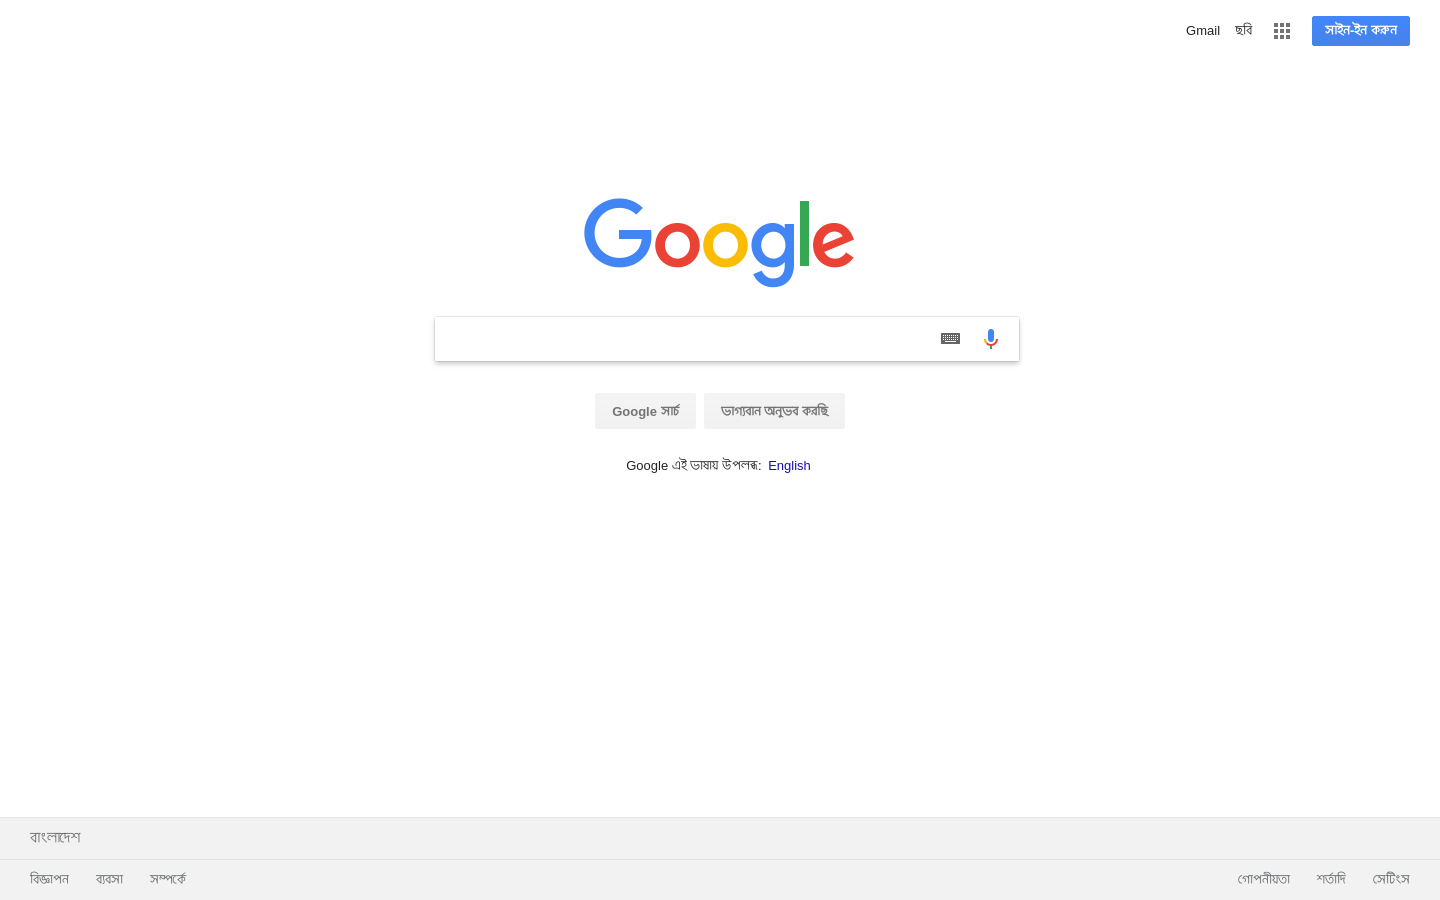 Gmail ছবি সাইন-ইন করুন
Google
Google সার্চ ভাগ্যবান অনুভব করছি
Google এই ভাষায় উপলব্ধ: English
বাংলাদেশ
বিজ্ঞাপন ব্যবসা সম্পর্কে গোপনীয়তা শর্তাদি সেটিংস